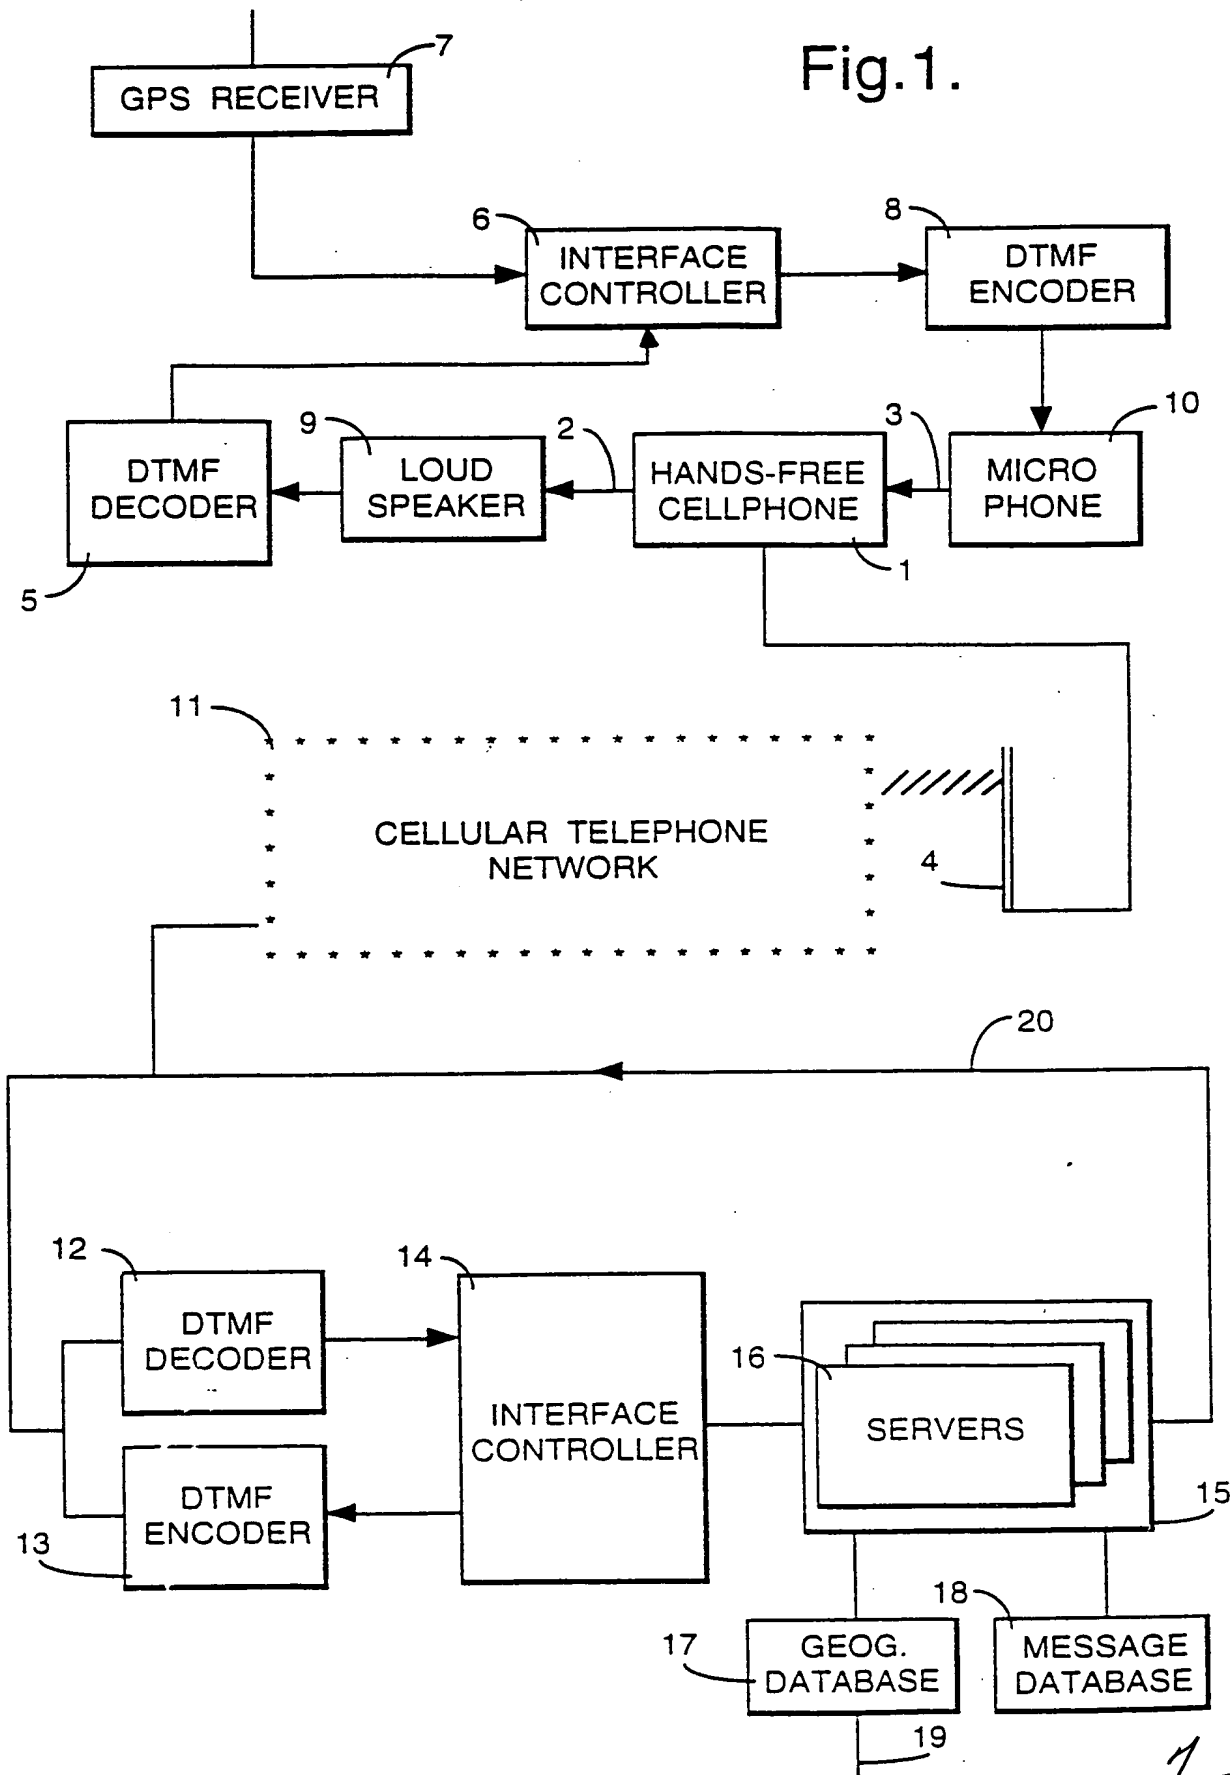 Fig.1.
7
GPS RECEIVER
6
8
INTERFACE
CONTROLLER
DTMF
ENCODER
9
2
3
10
DTMF
DECODER
LOUD
SPEAKER
HANDS-FREE
CELLPHONE
MICRO
PHONE
5
1
11
CELLULAR TELEPHONE
NETWORK
4
20
12
14
DTMF
DECODER
16
SERVERS
INTERFACE
CONTROLLER
DTMF
ENCODER
13
15
18
17
GEOG.
DATABASE
MESSAGE
DATABASE
19